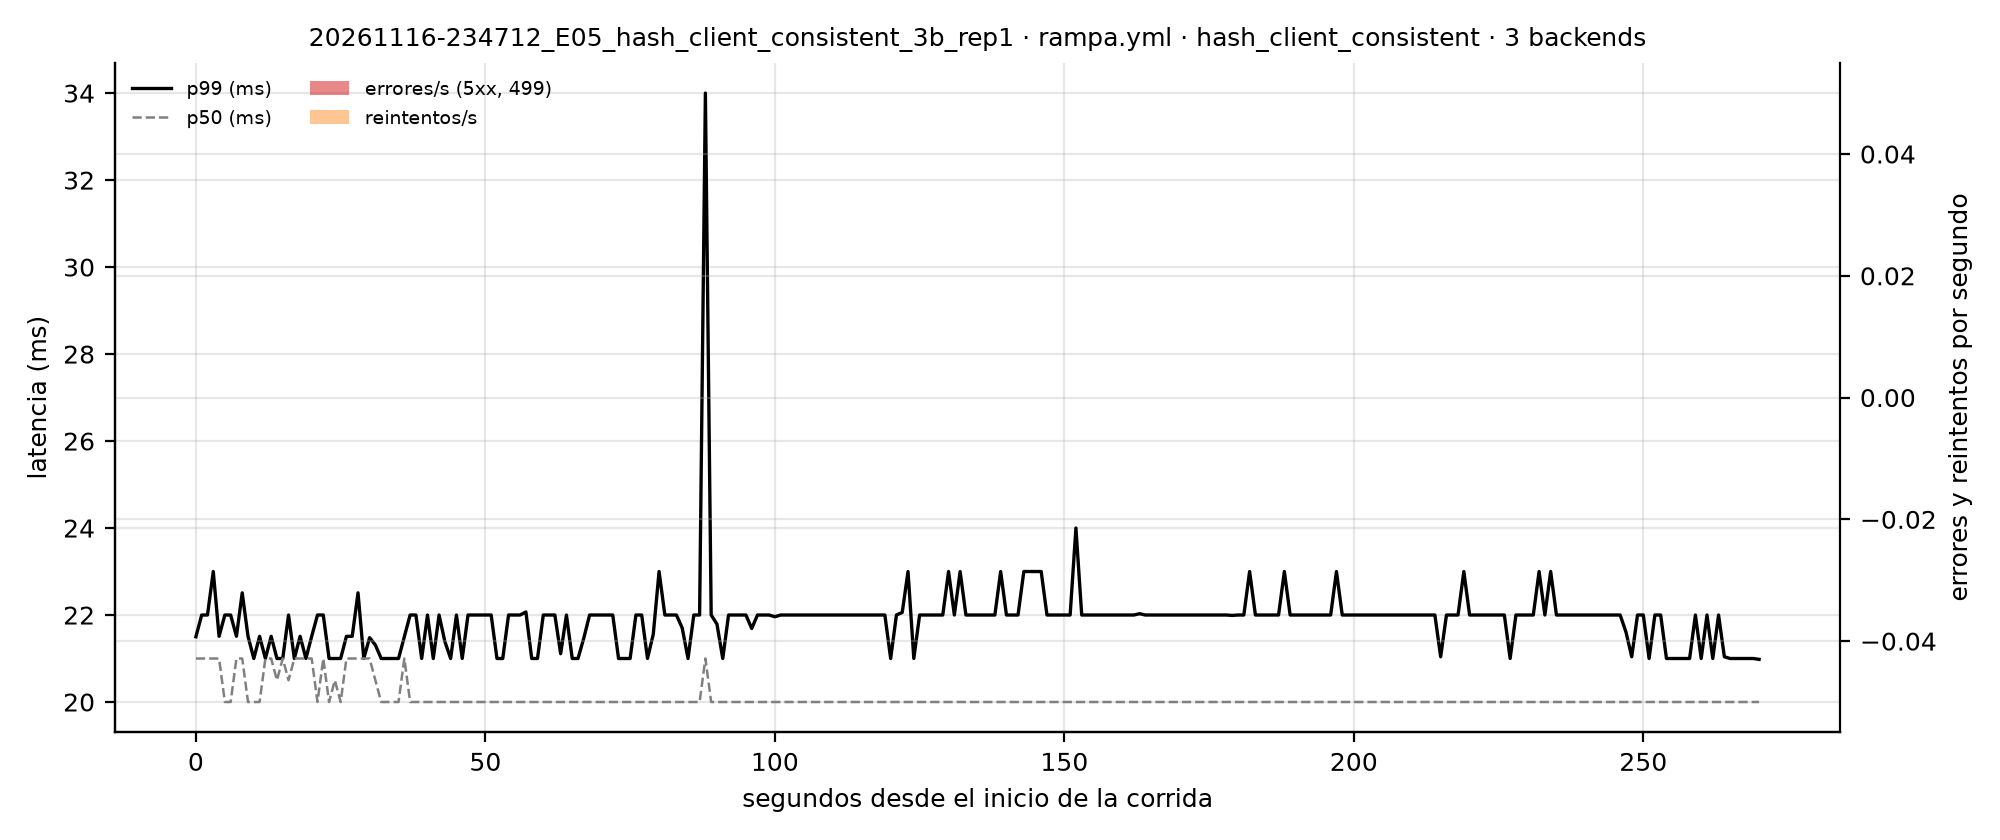 20261116-234712_E05_hash_client_consistent_3b_rep1 · rampa.yml · hash_client_consistent · 3 backends
p99 (ms)
p50 (ms)
errores/s (5xx, 499)
reintentos/s
latencia (ms)
34
32
30
28
26
24
22
20
0.04
0.02
0.00
−0.02
−0.04
errores y reintentos por segundo
0
50
100
150
200
250
segundos desde el inicio de la corrida